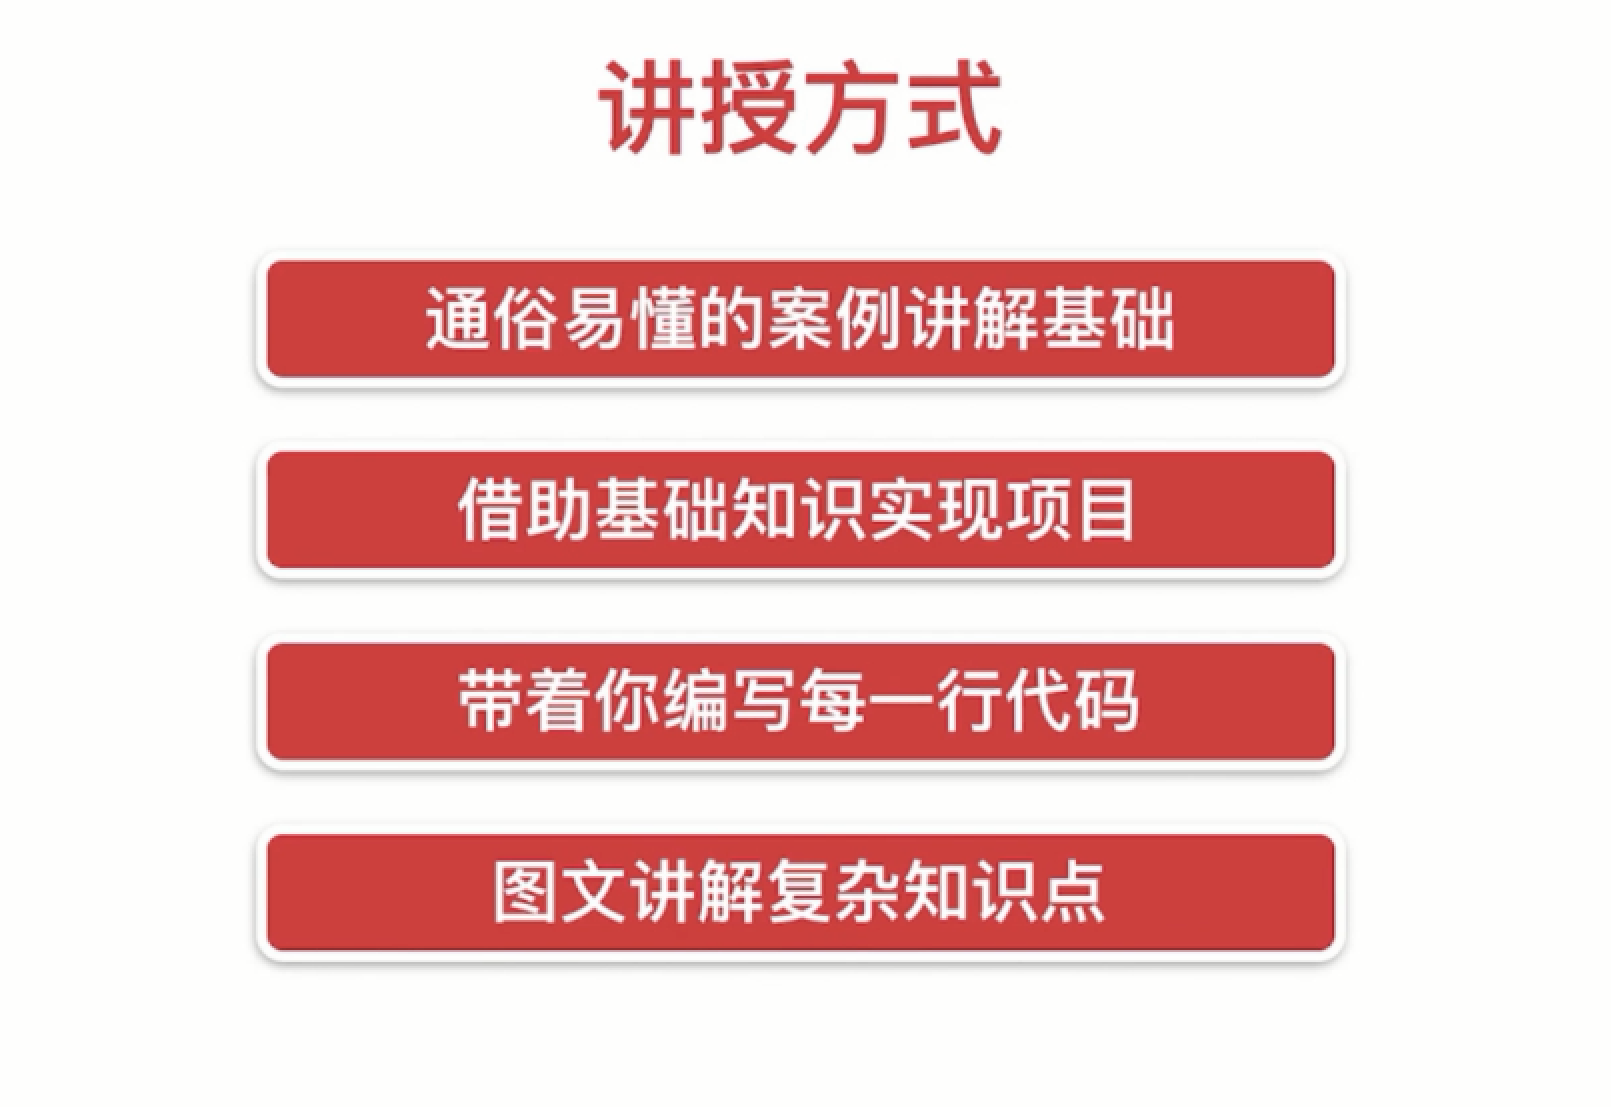 讲授方式
通俗易懂的案例讲解基础
借助基础知识实现项目
带着你编写每一行代码
图文讲解复杂知识点